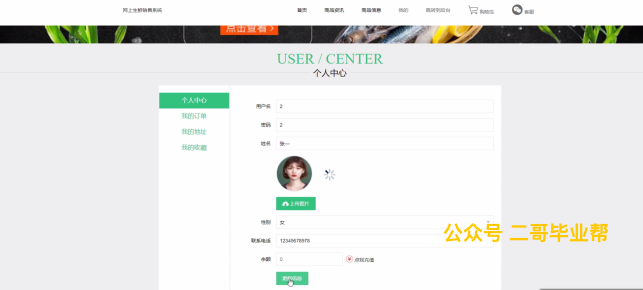 网上生鲜销售系统 首页 商品资讯 商品信息 我的 跳转到后台 购物车 客服
点击查看 >
USER / CENTER
个人中心
个人中心
我的订单
我的地址
我的收藏
用户名 2
密码 2
姓名 张一
上传图片
性别 女
联系电话 12345678978
余额 0
点我充值
更新信息
公众号 二哥毕业帮